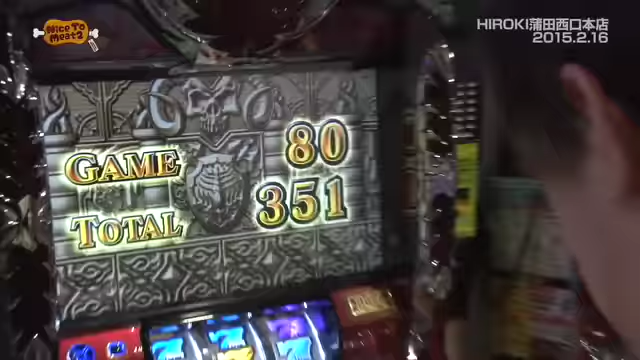 Nice To
Meat2
HIROKI蒲田西口本店
2015.2.16
GAME 80
TOTAL 351